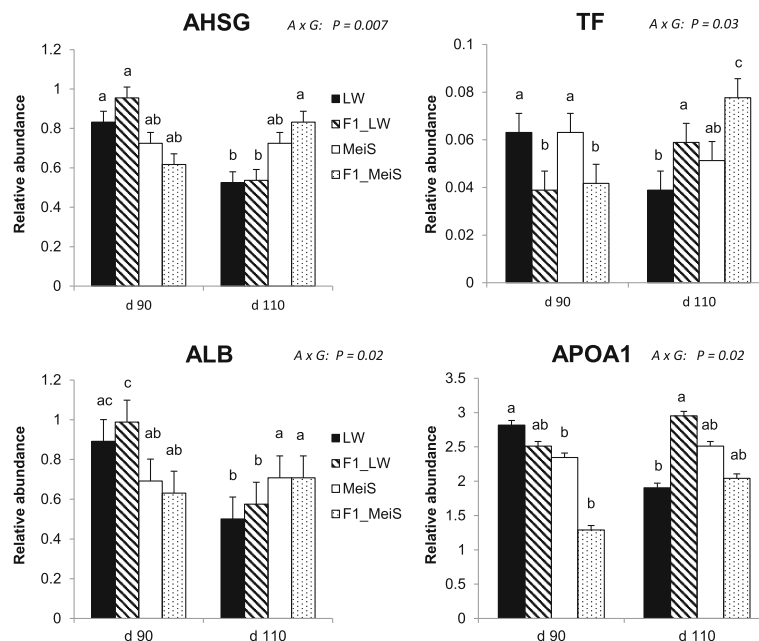 AHSG A x G: P = 0.007
1.2
1
0.8
0.6
0.4
0.2
0
Relative abundance
a a ab ab b b ab a
d 90 d 110
LW
F1_LW
MeiS
F1_MeiS
TF A x G: P = 0.03
0.1
0.08
0.06
0.04
0.02
0
Relative abundance
a b a b b a ab c
d 90 d 110
ALB A x G: P = 0.02
1.2
1
0.8
0.6
0.4
0.2
0
Relative abundance
ac c ab ab b b a a
d 90 d 110
LW
F1_LW
MeiS
F1_MeiS
APOA1 A x G: P = 0.02
3.5
3
2.5
2
1.5
1
0.5
0
Relative abundance
a ab b b b a ab ab
d 90 d 110